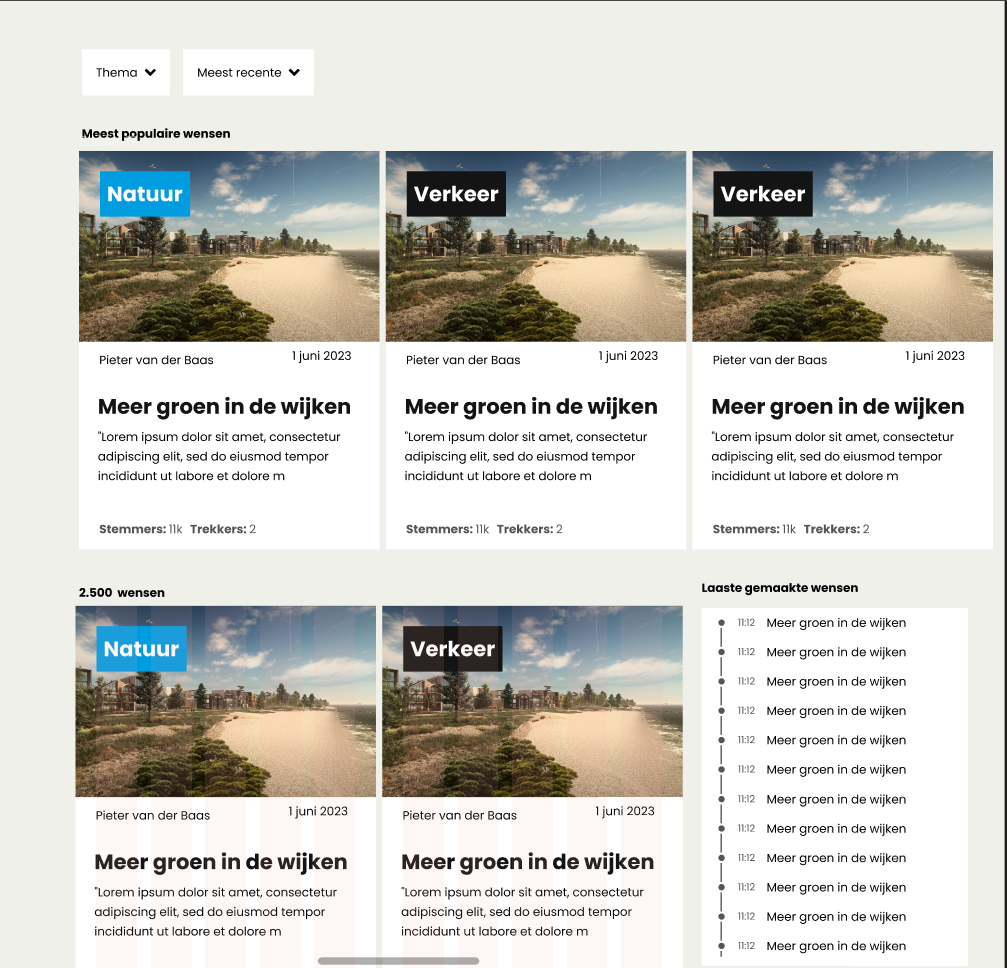 Thema
Meest recente
Meest populaire wensen
Natuur
Pieter van der Baas
1 juni 2023
Meer groen in de wijken
"Lorem ipsum dolor sit amet, consectetur
adipiscing elit, sed do eiusmod tempor
incididunt ut labore et dolore m
Stemmers: 11k Trekkers: 2
Verkeer
Pieter van der Baas
1 juni 2023
Meer groen in de wijken
"Lorem ipsum dolor sit amet, consectetur
adipiscing elit, sed do eiusmod tempor
incididunt ut labore et dolore m
Stemmers: 11k Trekkers: 2
Verkeer
Pieter van der Baas
1 juni 2023
Meer groen in de wijken
"Lorem ipsum dolor sit amet, consectetur
adipiscing elit, sed do eiusmod tempor
incididunt ut labore et dolore m
Stemmers: 11k Trekkers: 2
2.500 wensen
Natuur
Pieter van der Baas
1 juni 2023
Meer groen in de wijken
"Lorem ipsum dolor sit amet, consectetur
adipiscing elit, sed do eiusmod tempor
incididunt ut labore et dolore m
Verkeer
Pieter van der Baas
1 juni 2023
Meer groen in de wijken
"Lorem ipsum dolor sit amet, consectetur
adipiscing elit, sed do eiusmod tempor
incididunt ut labore et dolore m
Laaste gemaakte wensen
11:12 Meer groen in de wijken
11:12 Meer groen in de wijken
11:12 Meer groen in de wijken
11:12 Meer groen in de wijken
11:12 Meer groen in de wijken
11:12 Meer groen in de wijken
11:12 Meer groen in de wijken
11:12 Meer groen in de wijken
11:12 Meer groen in de wijken
11:12 Meer groen in de wijken
11:12 Meer groen in de wijken
11:12 Meer groen in de wijken